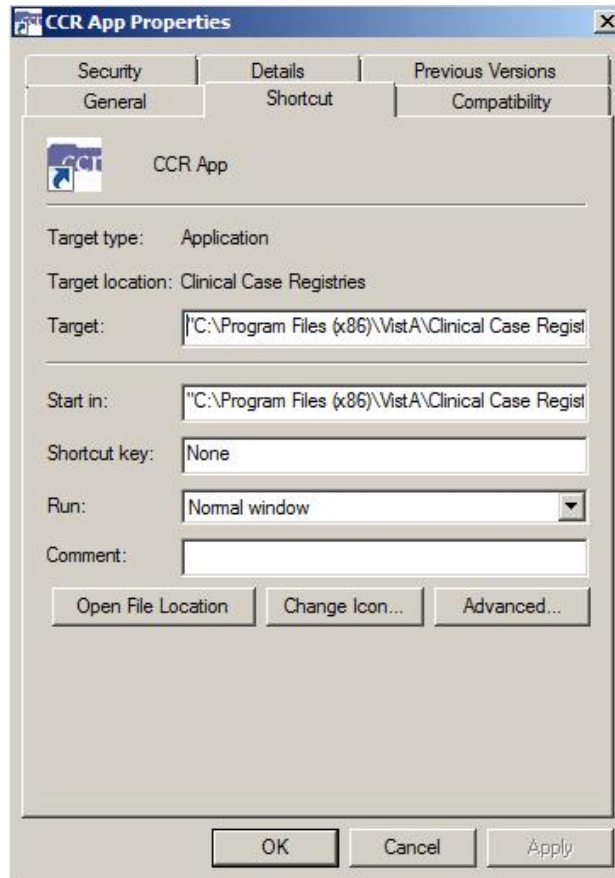 CCR App Properties
Security Details Previous Versions
General Shortcut Compatibility
CCR App
Target type: Application
Target location: Clinical Case Registries
Target: "C:\Program Files (x86)\VistA\Clinical Case Regist
Start in: "C:\Program Files (x86)\VistA\Clinical Case Regist
Shortcut key: None
Run: Normal window
Comment:
Open File Location Change Icon... Advanced...
OK Cancel Apply